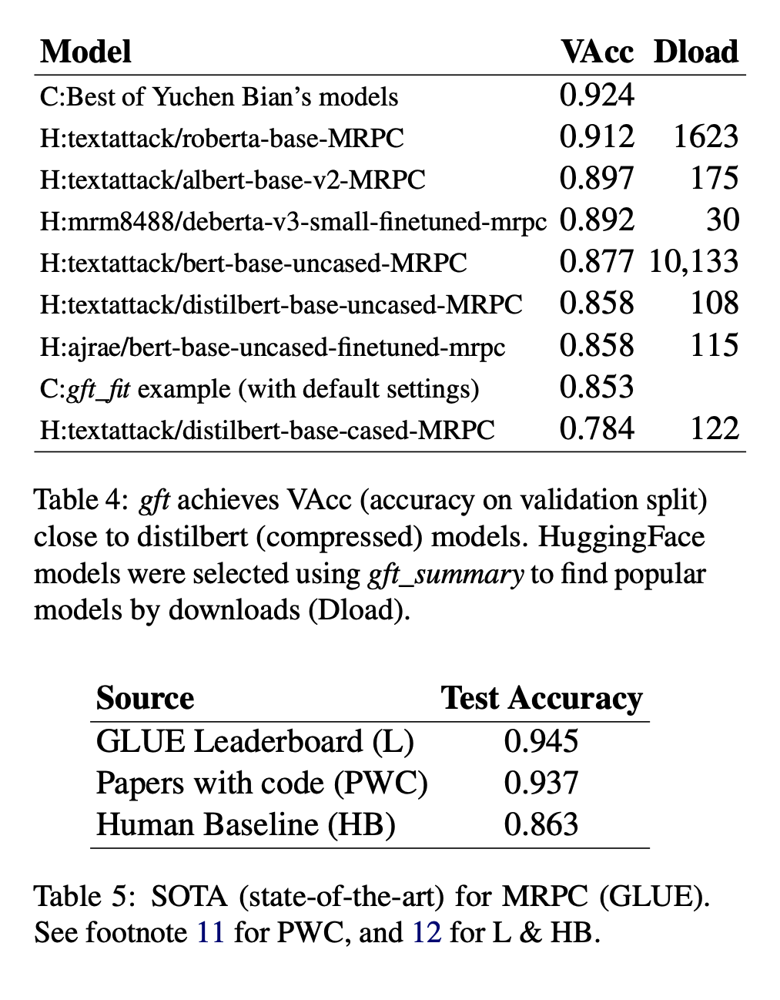 Model VAcc Dload
C:Best of Yuchen Bian’s models 0.924
H:textattack/roberta-base-MRPC 0.912 1623
H:textattack/albert-base-v2-MRPC 0.897 175
H:mrm8488/deberta-v3-small-finetuned-mrpc 0.892 30
H:textattack/bert-base-uncased-MRPC 0.877 10,133
H:textattack/distilbert-base-uncased-MRPC 0.858 108
H:ajrae/bert-base-uncased-finetuned-mrpc 0.858 115
C:gft_fit example (with default settings) 0.853
H:textattack/distilbert-base-cased-MRPC 0.784 122
Table 4: gft achieves VAcc (accuracy on validation split)
close to distilbert (compressed) models. HuggingFace
models were selected using gft_summary to find popular
models by downloads (Dload).
Source Test Accuracy
GLUE Leaderboard (L) 0.945
Papers with code (PWC) 0.937
Human Baseline (HB) 0.863
Table 5: SOTA (state-of-the-art) for MRPC (GLUE).
See footnote 11 for PWC, and 12 for L & HB.